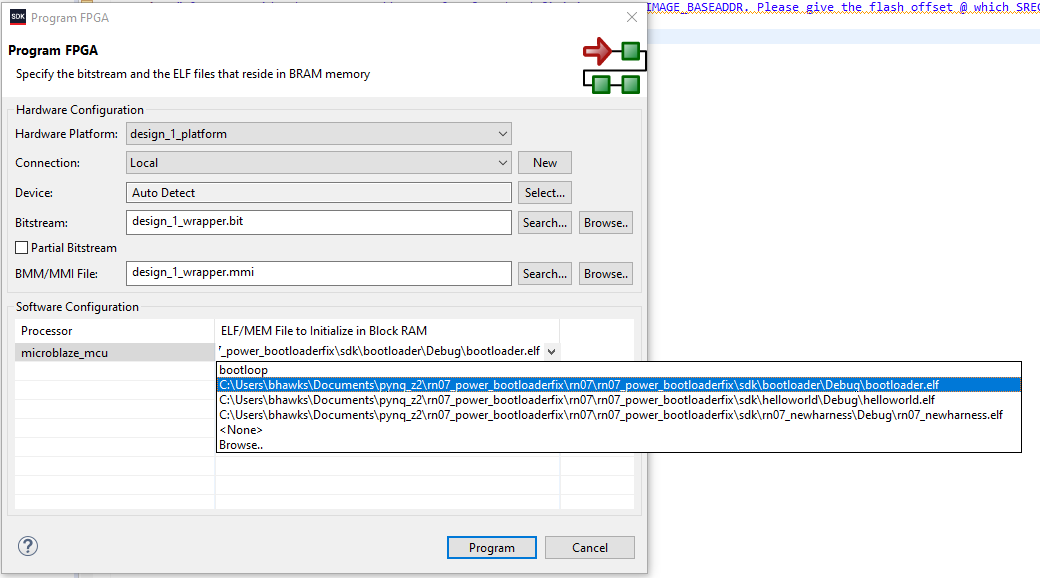 SDK Program FPGA
IMAGE_BASEADDR. Please give the flash offset @ which SREC
Program FPGA
Specify the bitstream and the ELF files that reside in BRAM memory
Hardware Configuration
Hardware Platform: design_1_platform
Connection: Local New
Device: Auto Detect Select...
Bitstream: design_1_wrapper.bit Search... Browse..
Partial Bitstream
BMM/MMI File: design_1_wrapper.mmi Search... Browse..
Software Configuration
Processor ELF/MEM File to Initialize in Block RAM
microblaze_mcu 7_power_bootloaderfix\sdk\bootloader\Debug\bootloader.elf
bootloop
C:\Users\bhawks\Documents\pynq_z2\rn07_power_bootloaderfix\rn07\rn07_power_bootloaderfix\sdk\bootloader\Debug\bootloader.elf
C:\Users\bhawks\Documents\pynq_z2\rn07_power_bootloaderfix\rn07\rn07_power_bootloaderfix\sdk\helloworld\Debug\helloworld.elf
C:\Users\bhawks\Documents\pynq_z2\rn07_power_bootloaderfix\rn07\rn07_power_bootloaderfix\sdk\rn07_newharness\Debug\rn07_newharness.elf
<None>
Browse..
? Program Cancel